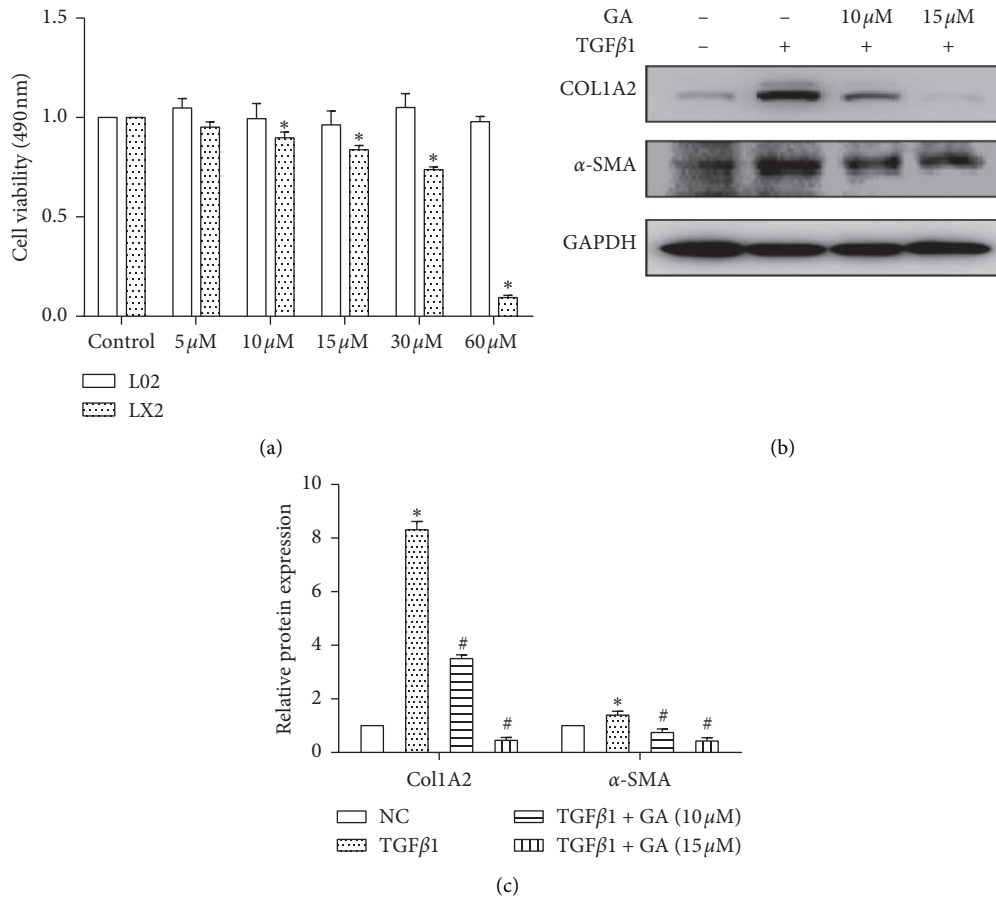 Cell viability (490 nm)
1.5
1.0
0.5
0.0
* * * *
Control 5 μM 10 μM 15 μM 30 μM 60 μM
L02
LX2
(a)
GA – – 10 μM 15 μM
TGFβ1 – + + +
COL1A2
α-SMA
GAPDH
(b)
Relative protein expression
10
8
6
4
2
0
* # # * # #
Col1A2 α-SMA
NC TGFβ1 + GA (10 μM)
TGFβ1 TGFβ1 + GA (15 μM)
(c)